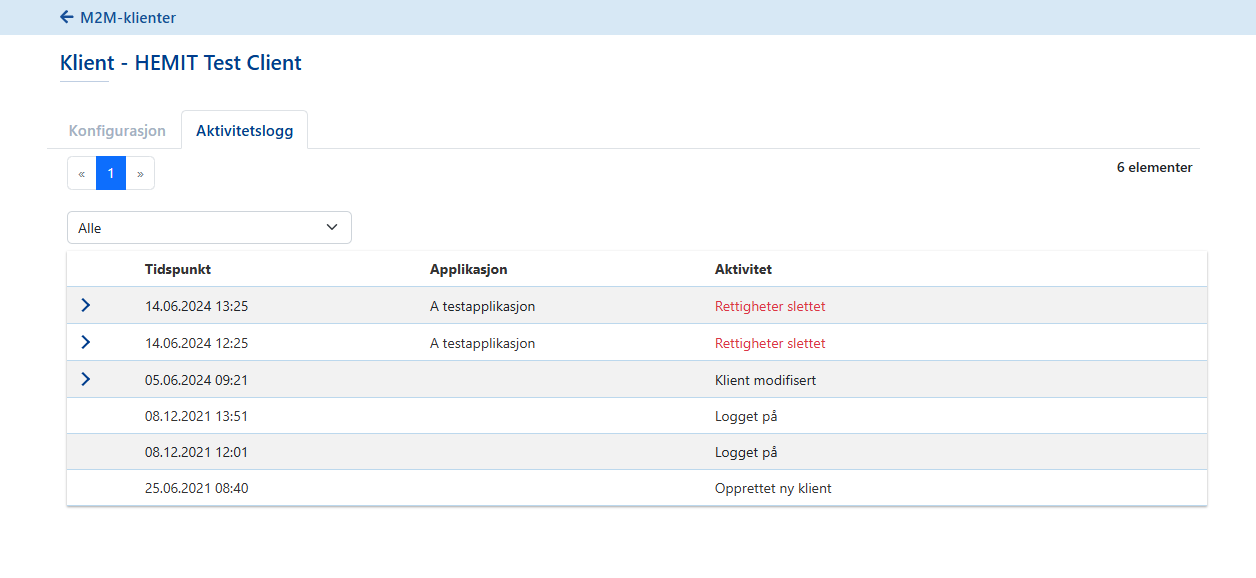 M2M-klienter
Klient - HEMIT Test Client
Konfigurasjon Aktivitetslogg
« 1 » 6 elementer
Alle
Tidspunkt Applikasjon Aktivitet
14.06.2024 13:25 A testapplikasjon Rettigheter slettet
14.06.2024 12:25 A testapplikasjon Rettigheter slettet
05.06.2024 09:21 Klient modifisert
08.12.2021 13:51 Logget på
08.12.2021 12:01 Logget på
25.06.2021 08:40 Opprettet ny klient